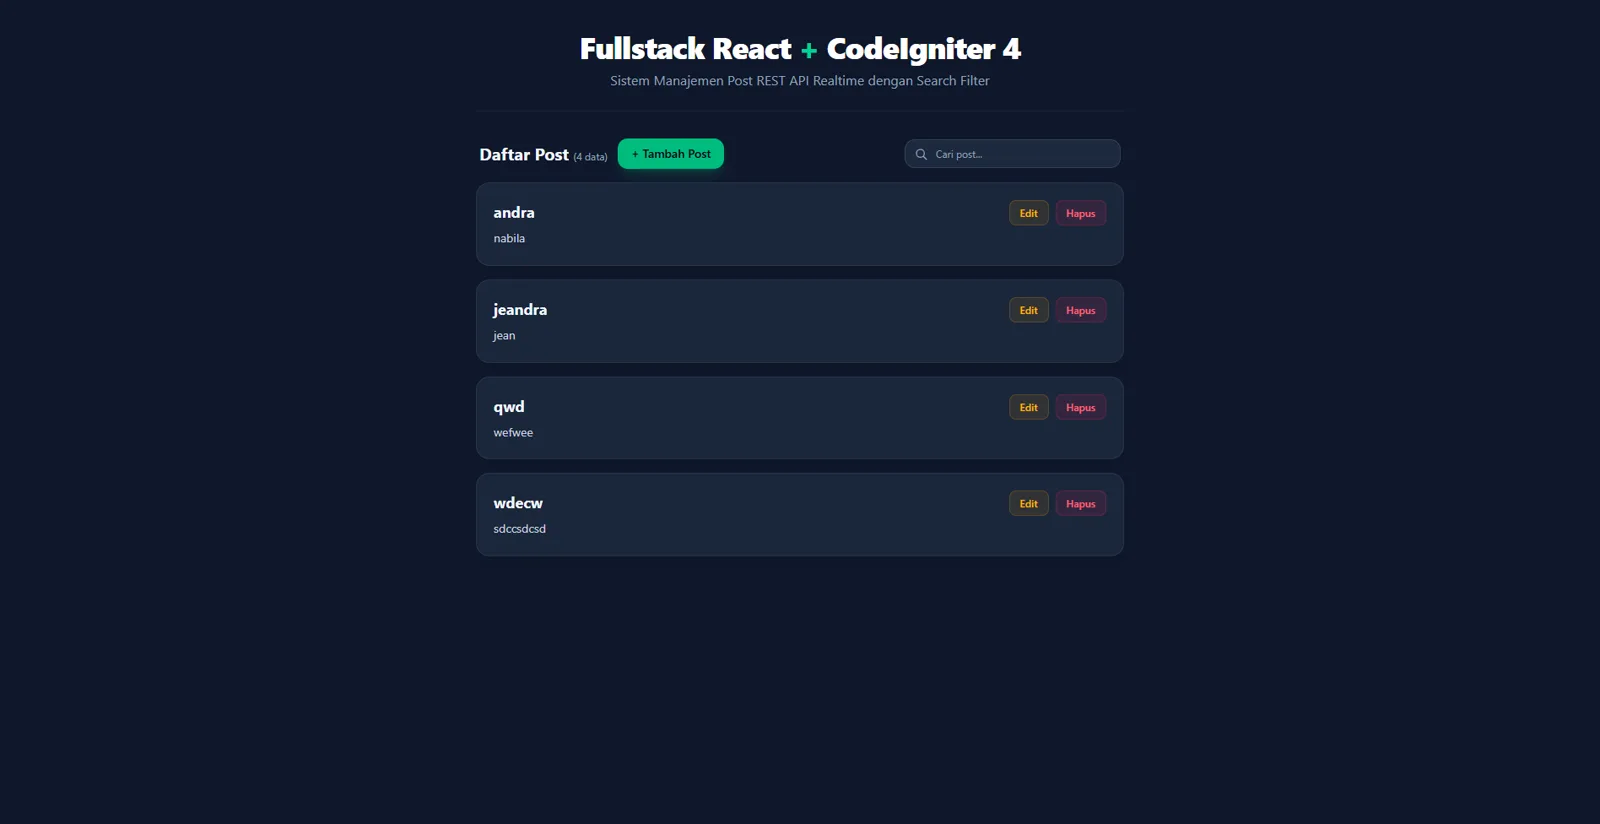 Fullstack React + CodeIgniter 4
Sistem Manajemen Post REST API Realtime dengan Search Filter
Daftar Post (4 data)
+ Tambah Post
Cari post...
andra
Edit
Hapus
nabila
jeandra
Edit
Hapus
jean
qwd
Edit
Hapus
wefwee
wdecw
Edit
Hapus
sdccsdcsd